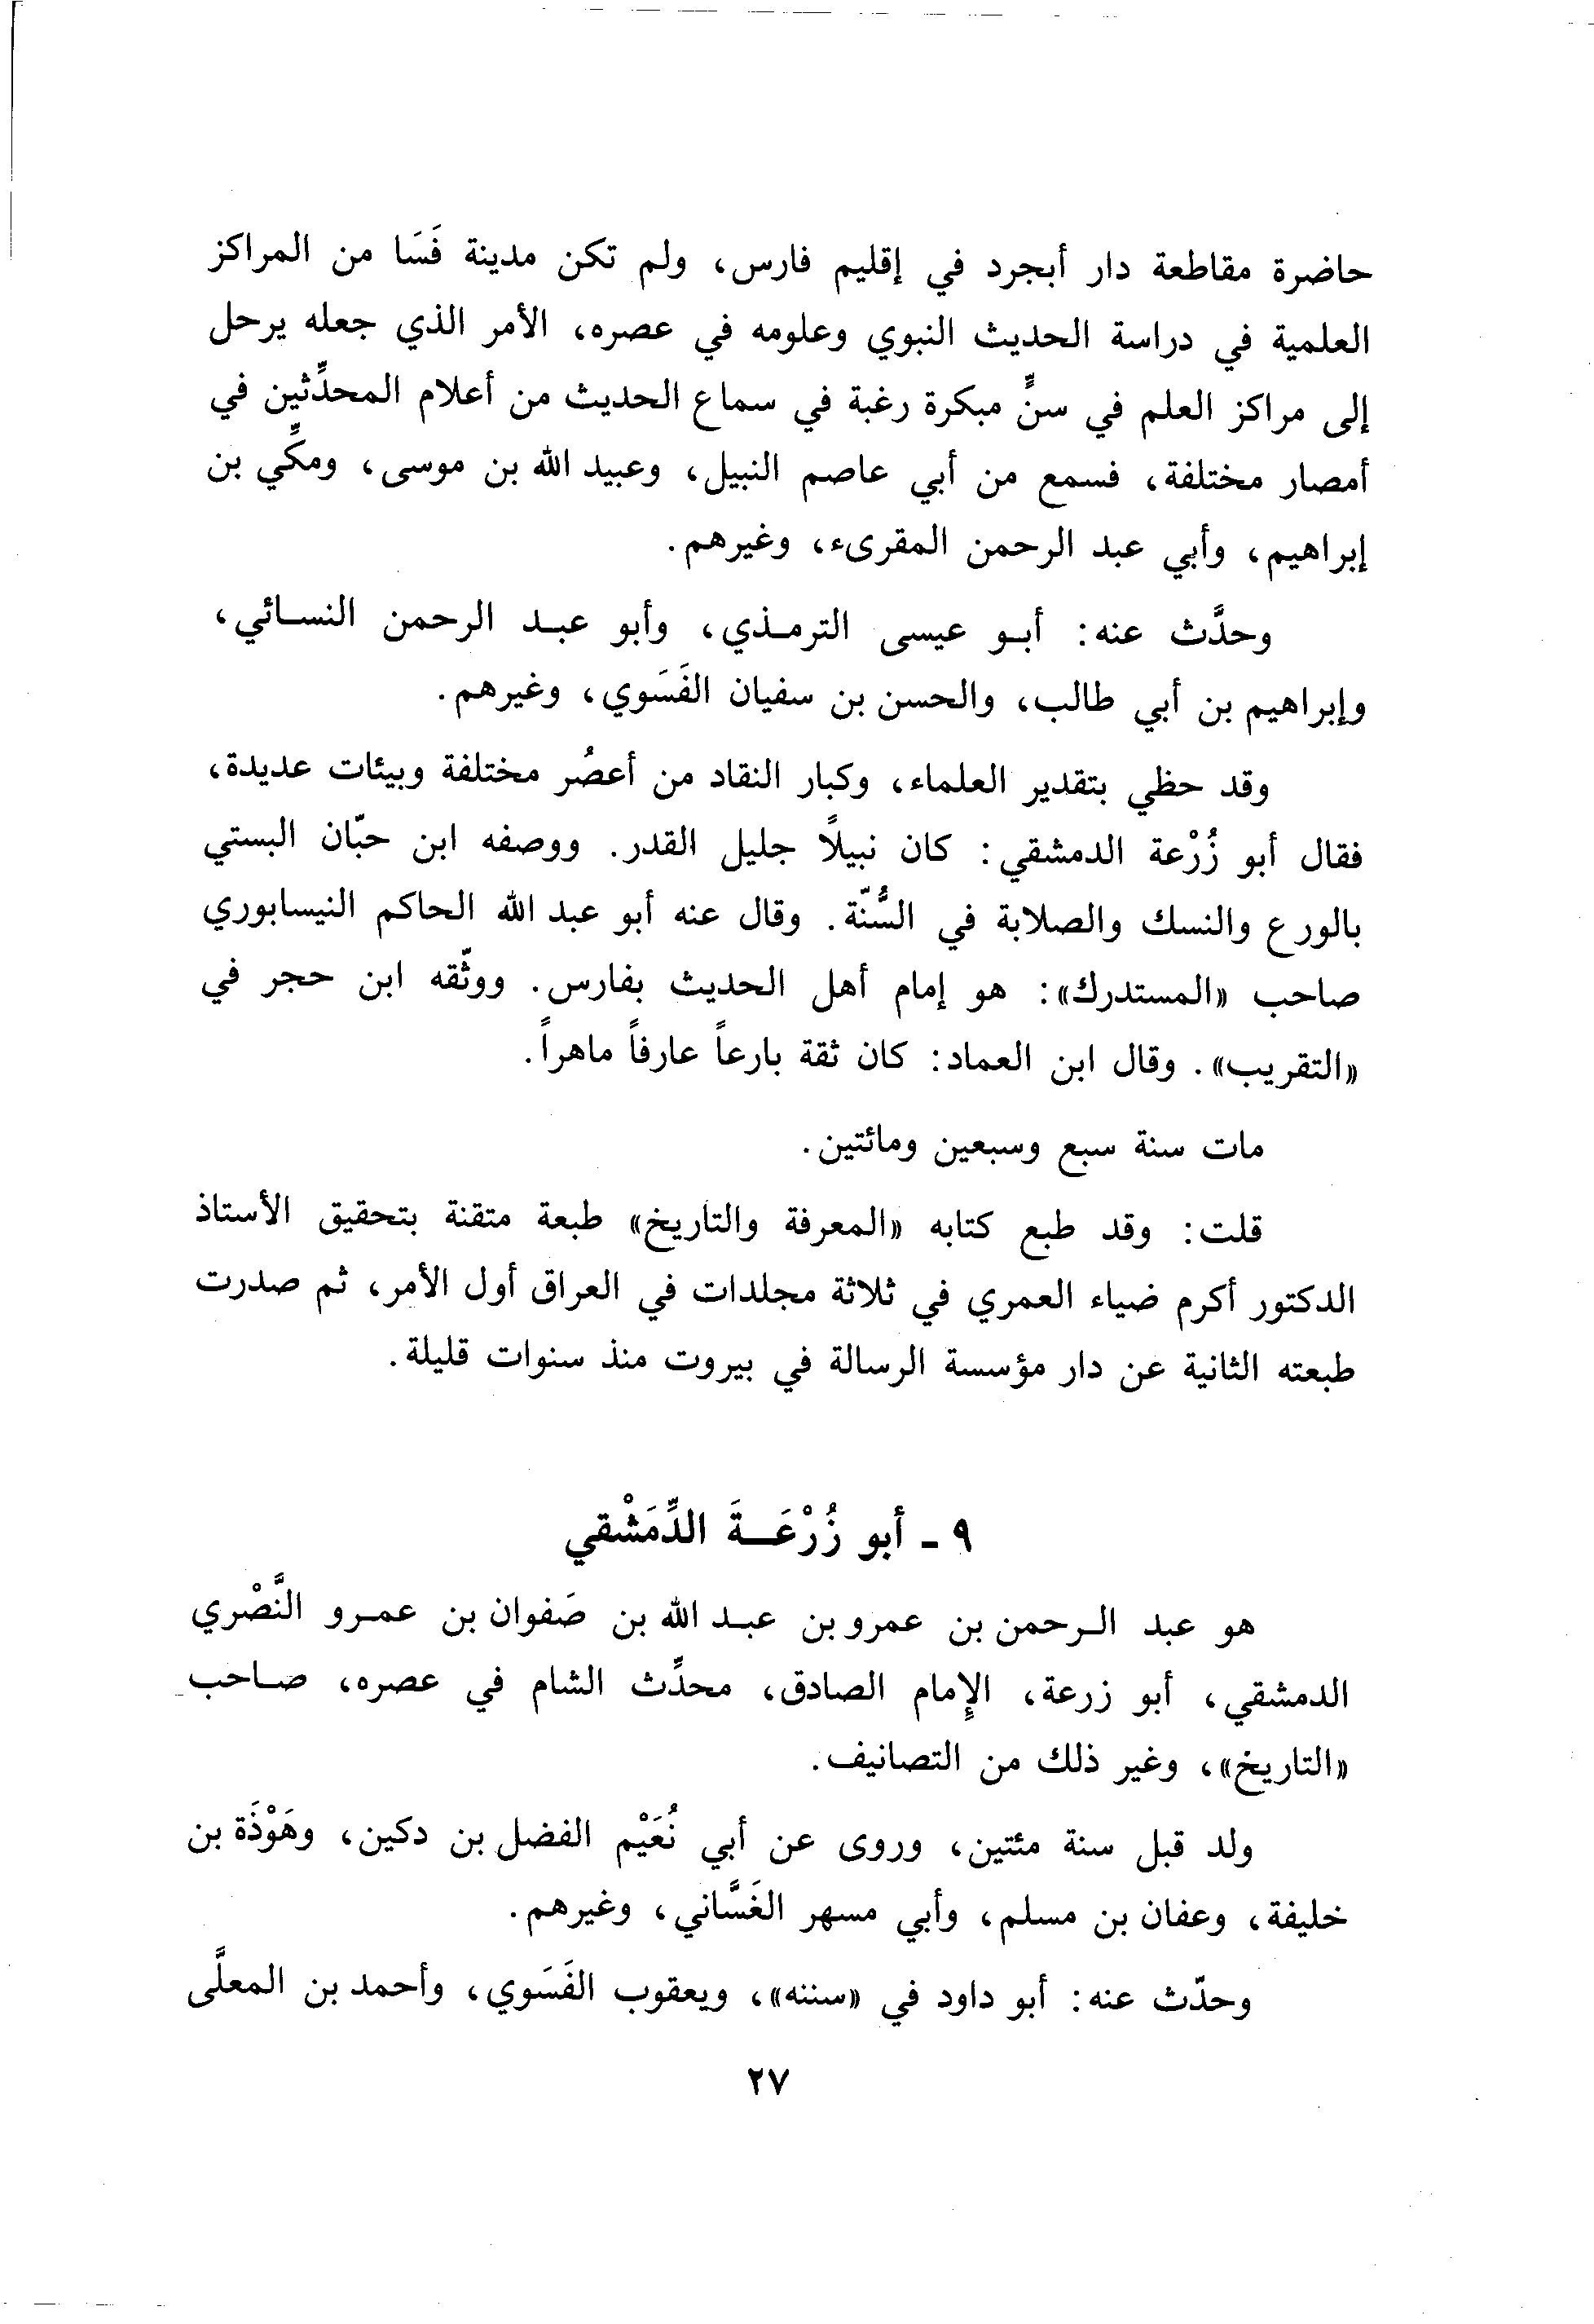 حاضرة مقاطعة دار أبجرد في إقليم فارس، ولم تكن مدينة فَسَا من المراكز
العلمية في دراسة الحديث النبوي وعلومه في عصره، الأمر الذي جعله يرحل
إلى مراكز العلم في سنٍّ مبكرة رغبة في سماع الحديث من أعلام المحدِّثين في
أمصار مختلفة، فسمع من أبي عاصم النبيل، وعبيد الله بن موسى، ومكِّي بن
إبراهيم، وأبي عبد الرحمن المقرىء، وغيرهم.
وحدَّث عنه: أبـو عيسى الترمـذي، وأبو عبـد الرحمن النسـائي،
وإبراهيم بن أبي طالب، والحسن بن سفيان الفَسَوي، وغيرهم.
وقد حظي بتقدير العلماء، وكبار النقاد من أعصُر مختلفة وبيئات عديدة،
فقال أبو زُرْعة الدمشقي: كان نبيلاً جليل القدر. ووصفه ابن حبّان البستي
بالورع والنسك والصلابة في السُّنّة. وقال عنه أبو عبد الله الحاكم النيسابوري
صاحب «المستدرك»: هو إمام أهل الحديث بفارس. ووثّقه ابن حجر في
«التقريب». وقال ابن العماد: كان ثقة بارعاً عارفاً ماهراً.
مات سنة سبع وسبعين ومائتين.
قلت: وقد طبع كتابه «المعرفة والتاريخ» طبعة متقنة بتحقيق الأستاذ
الدكتور أكرم ضياء العمري في ثلاثة مجلدات في العراق أول الأمر، ثم صدرت
طبعته الثانية عن دار مؤسسة الرسالة في بيروت منذ سنوات قليلة.
٩ - أبو زُرْعَـةَ الدِّمَشْقي
هو عبد الـرحمن بن عمرو بن عبـد الله بن صَفوان بن عمـرو النَّصْري
الدمشقي، أبو زرعة، الإِمام الصادق، محدِّث الشام في عصره، صـاحب
«التاريخ»، وغير ذلك من التصانيف.
ولد قبل سنة مئتين، وروى عن أبي نُعَيْم الفضل بن دكين، وهَوْذَة بن
خليفة، وعفان بن مسلم، وأبي مسهر الغَسَّاني، وغيرهم.
وحدّث عنه: أبو داود في «سننه»، ويعقوب الفَسَوي، وأحمد بن المعلَّى
٢٧